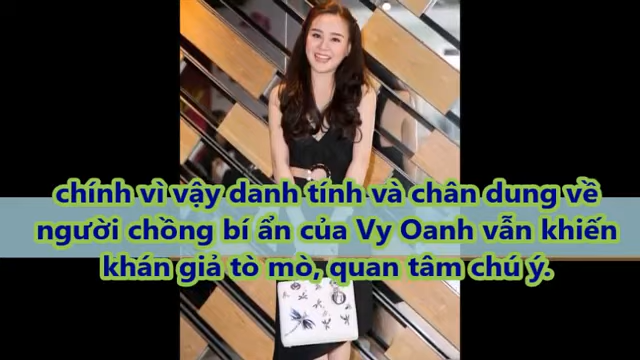 chính vì vậy danh tính và chân dung về
người chồng bí ẩn của Vy Oanh vẫn khiến
khán giả tò mò, quan tâm chú ý.